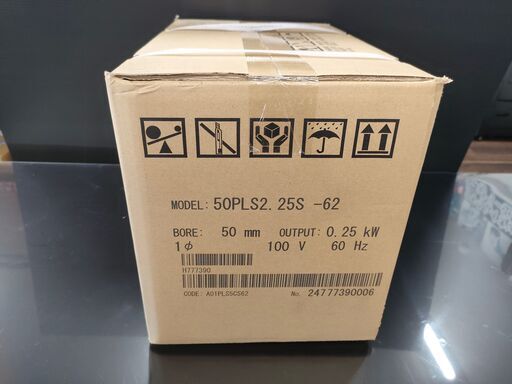 MODEL: 50PLS2.25S -62
BORE: 50 mm OUTPUT: 0.25 kW
1φ 100 V 60 Hz
H777390
CODE: A01PLS5CS62 No. 24777390006